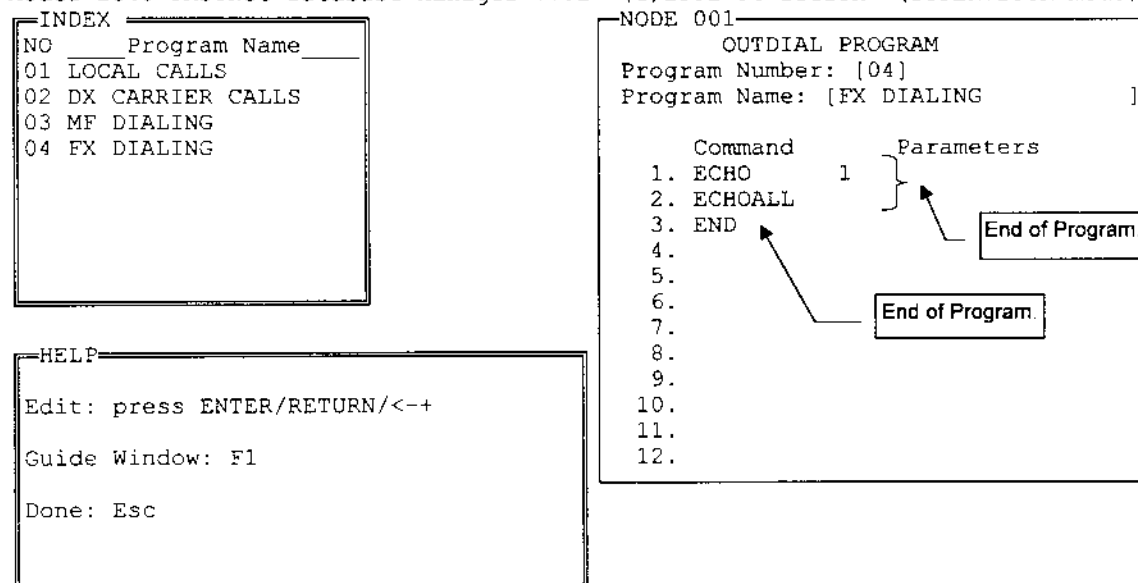 INDEX
NO Program Name
01 LOCAL CALLS
02 DX CARRIER CALLS
03 MF DIALING
04 FX DIALING
NODE 001
OUTDIAL PROGRAM
Program Number: [04]
Program Name: [FX DIALING ]
Command Parameters
1. ECHO 1
2. ECHOALL
3. END
4.
5.
6.
7.
8.
9.
10.
11.
12.
End of Program.
End of Program.
HELP
Edit: press ENTER/RETURN/<-+
Guide Window: F1
Done: Esc